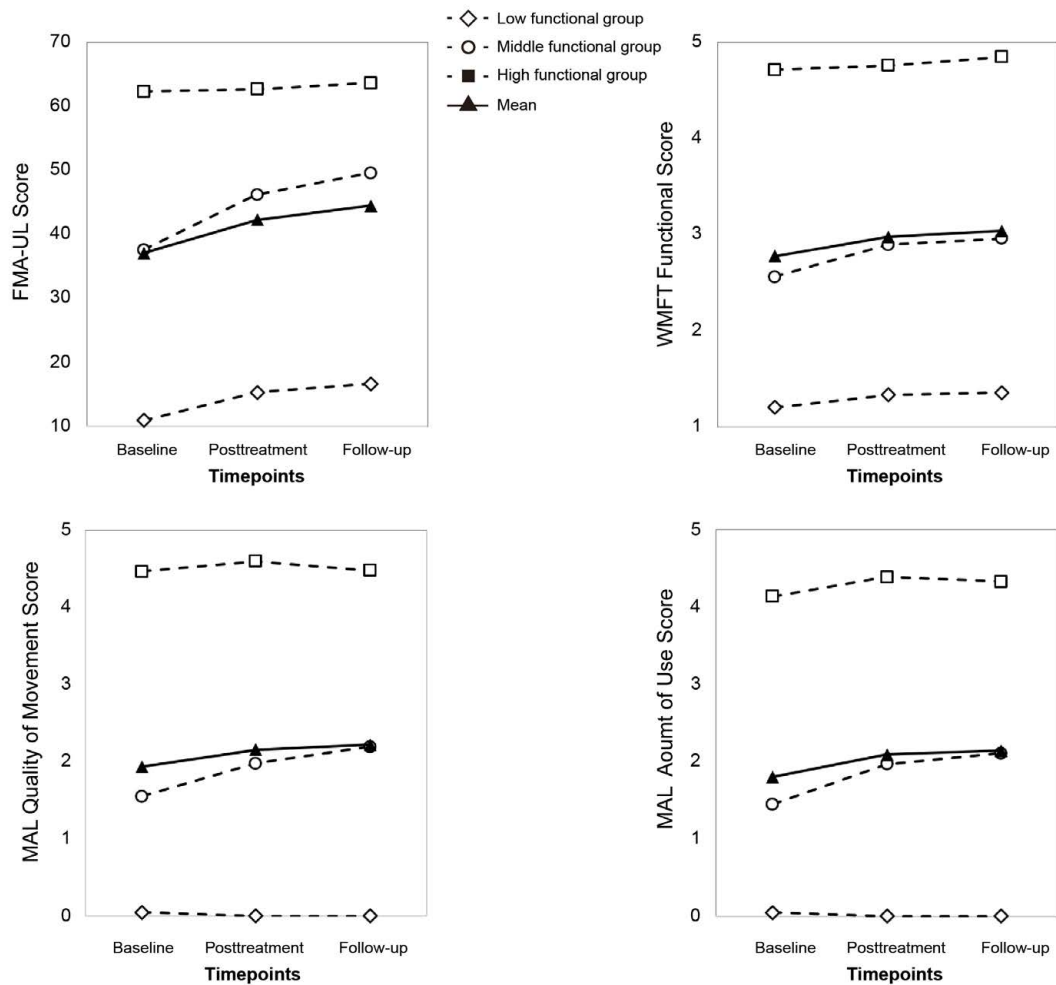 Low functional group
Middle functional group
High functional group
Mean
FMA-UL Score
70
60
50
40
30
20
10
Baseline Posttreatment Follow-up
Timepoints
WMFT Functional Score
5
4
3
2
1
Baseline Posttreatment Follow-up
Timepoints
MAL Quality of Movement Score
5
4
3
2
1
0
Baseline Posttreatment Follow-up
Timepoints
MAL Aoumt of Use Score
5
4
3
2
1
0
Baseline Posttreatment Follow-up
Timepoints